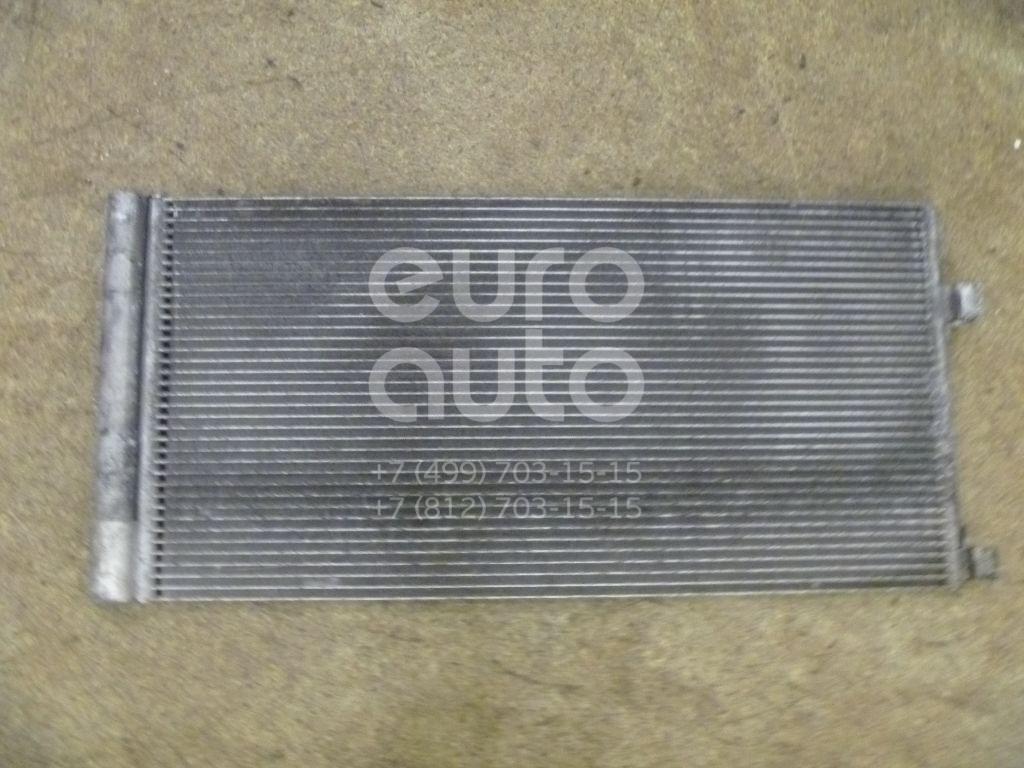 euro
auto
+7 (499) 703-15-15
+7 (812) 703-15-15